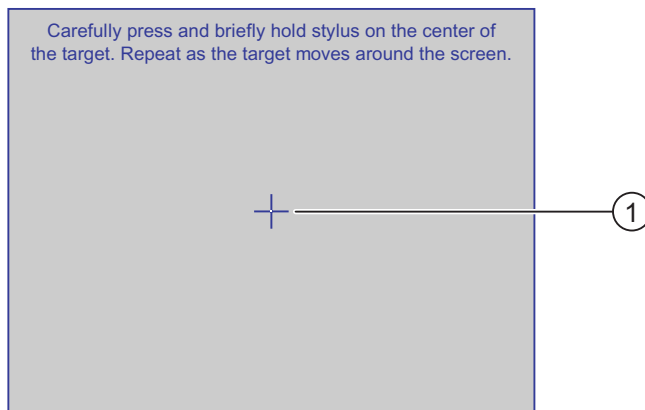 Carefully press and briefly hold stylus on the center of
the target. Repeat as the target moves around the screen.
1